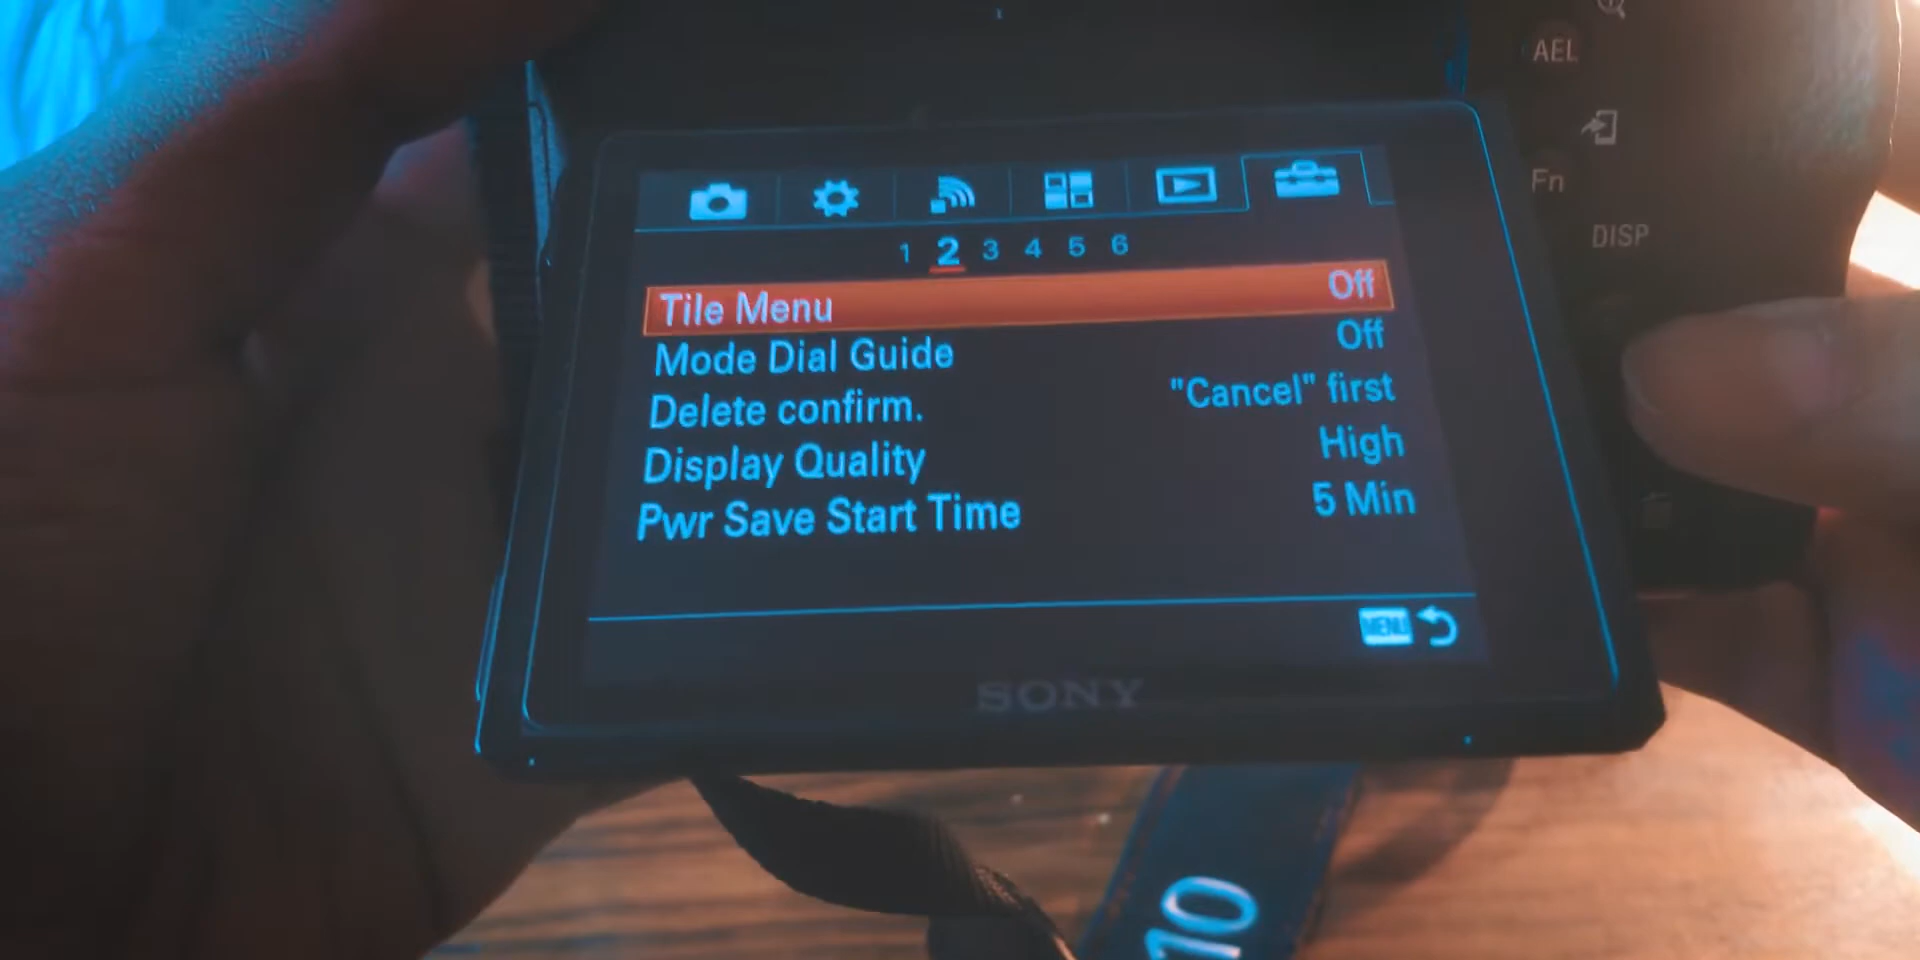 AEL
Fn
DISP
1 2 3 4 5 6
Tile Menu Off
Mode Dial Guide Off
Delete confirm. "Cancel" first
Display Quality High
Pwr Save Start Time 5 Min
MENU
SONY
10